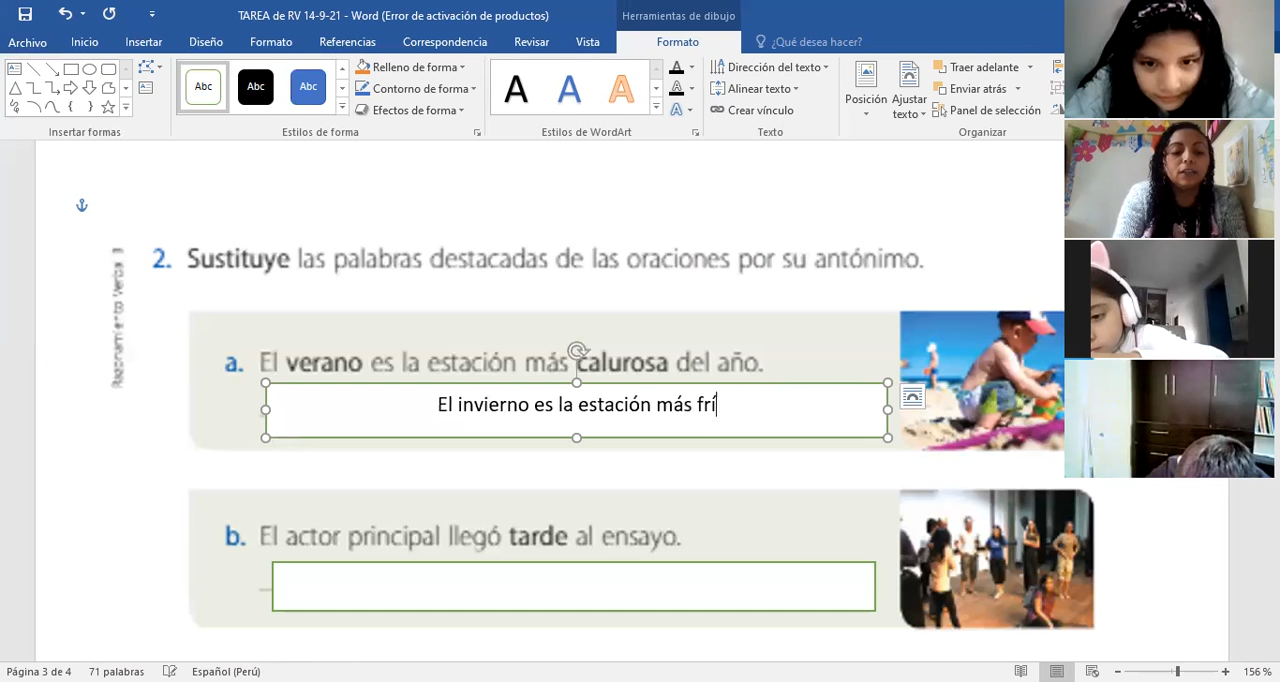 TAREA de RV 14-9-21 - Word (Error de activación de productos)
Herramientas de dibujo
Archivo Inicio Insertar Diseño Formato Referencias Correspondencia Revisar Vista Formato ¿Qué desea hacer?
Abc Abc Abc
A A A
Relleno de forma
Contorno de forma
Efectos de forma
Dirección del texto
Alinear texto
Crear vínculo
Posición
Ajustar texto
Traer adelante
Enviar atrás
Panel de selección
Insertar formas
Estilos de forma
Estilos de WordArt
Texto
Organizar
2. Sustituye las palabras destacadas de las oraciones por su antónimo.
a. El verano es la estación más calurosa del año.
El invierno es la estación más frí
b. El actor principal llegó tarde al ensayo.
Página 3 de 4 71 palabras Español (Perú) 156 %